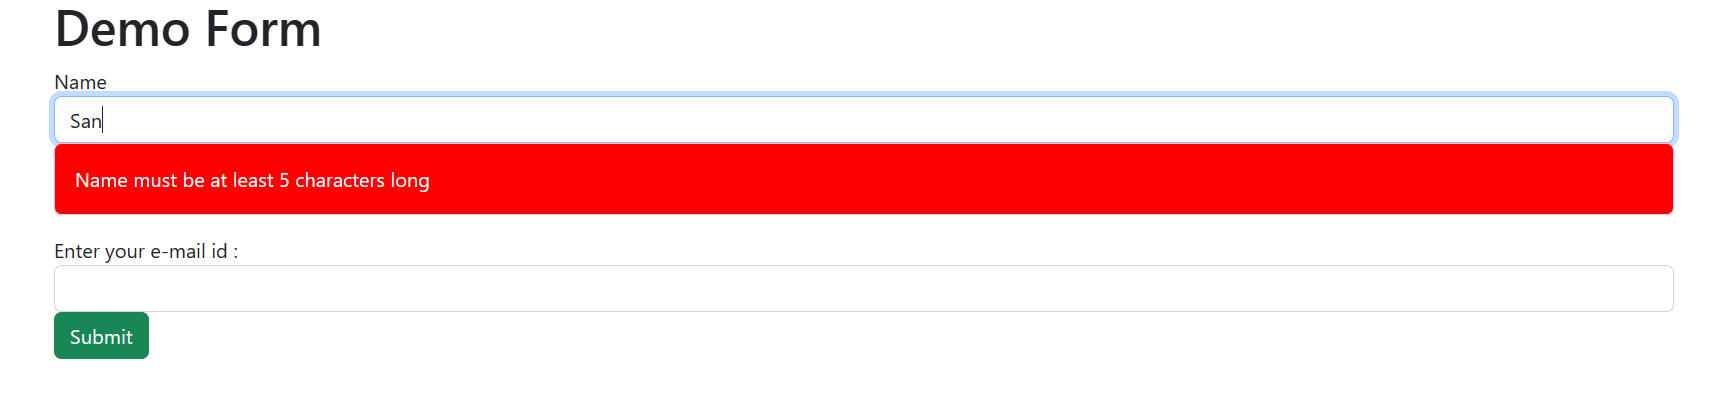 Demo Form
Name
San
Name must be at least 5 characters long
Enter your e-mail id :
Submit